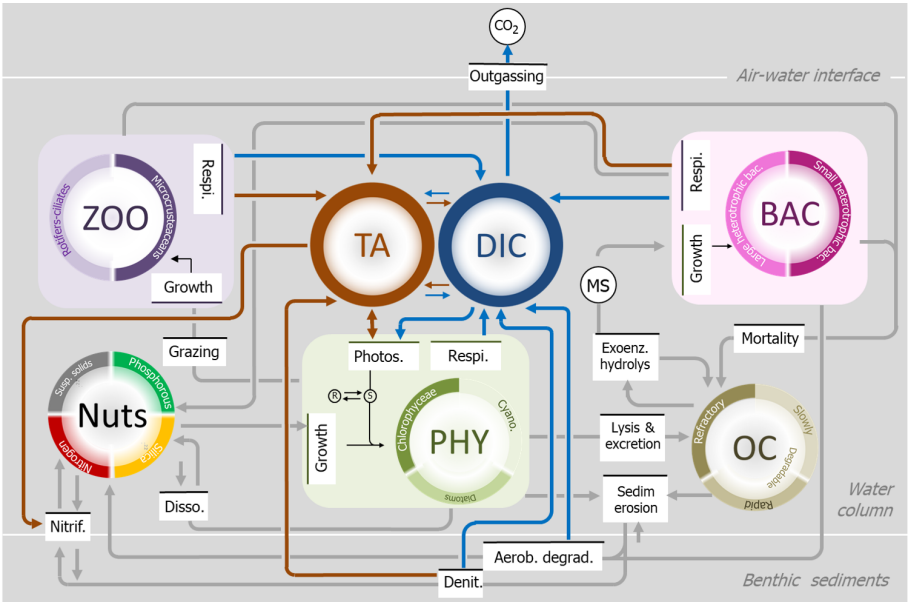 CO2
Outgassing
Air-water interface
ZOO
Rotifers-ciliates
Microcrusteaceans
Respi.
Growth
Grazing
TA
DIC
Respi.
Growth
BAC
Large heterotrophic bac.
Small heterotrophic bac.
MS
Exoenz.
hydrolys
Mortality
Photos.
Respi.
R
S
Growth
PHY
Chlorophyceae
Cyano.
Diatoms
Nuts
Susp. solids
Phosphorous
Nitrogen
Silica
Lysis &
excretion
OC
Refractory
Slowly
Degradable
Rapid
Sedim
erosion
Disso.
Nitrif.
Water
column
Aerob. degrad.
Denit.
Benthic sediments